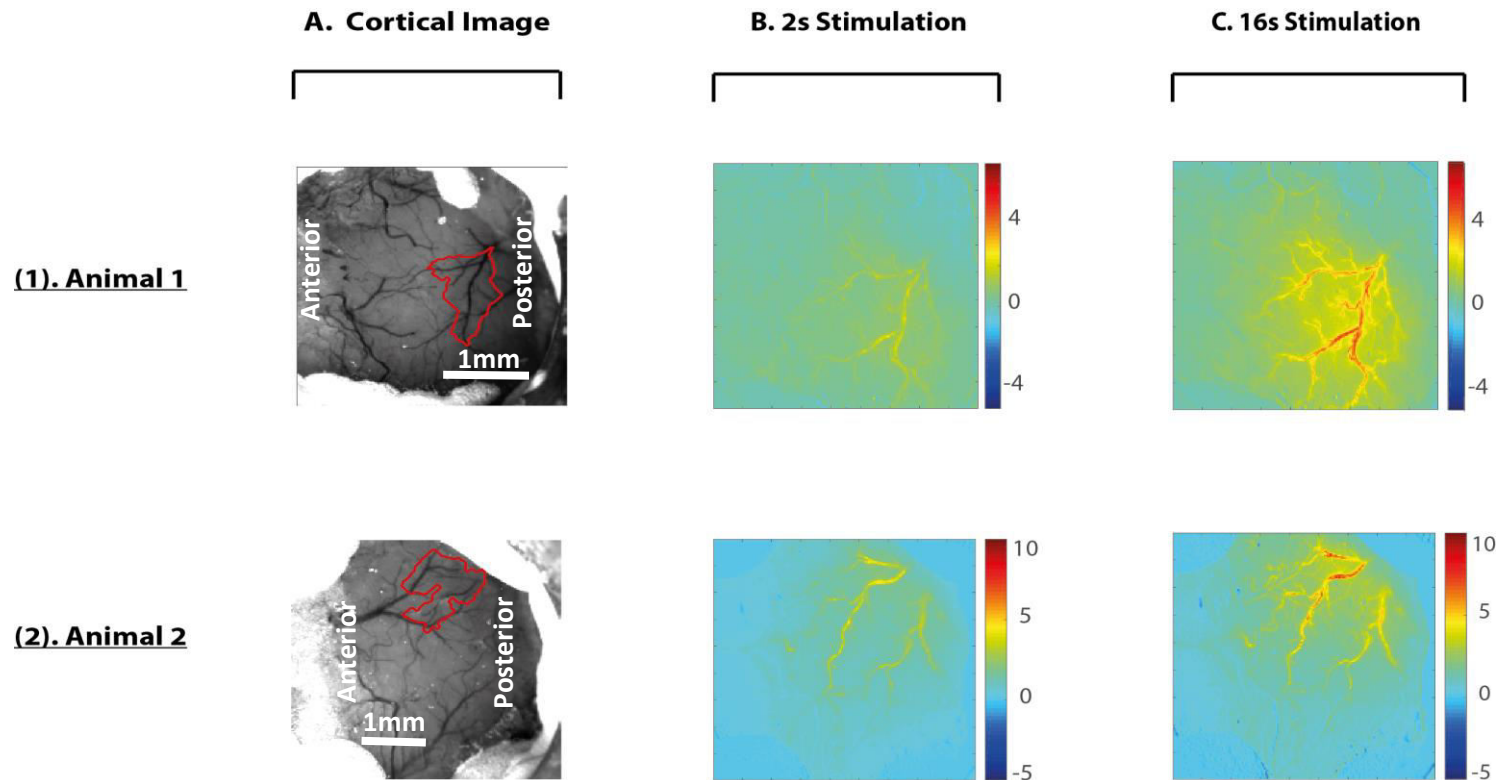 A. Cortical Image
B. 2s Stimulation
C. 16s Stimulation
(1). Animal 1
Anterior
Posterior
1mm
4
0
-4
4
0
-4
(2). Animal 2
Anterior
Posterior
1mm
10
5
0
-5
10
5
0
-5